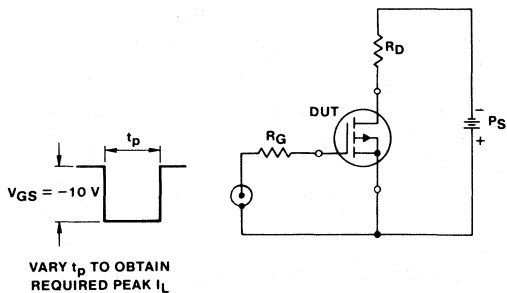 R_D
DUT
R_G
−
P_S
+
t_p
V_GS = −10 V
VARY t_p TO OBTAIN
REQUIRED PEAK I_L